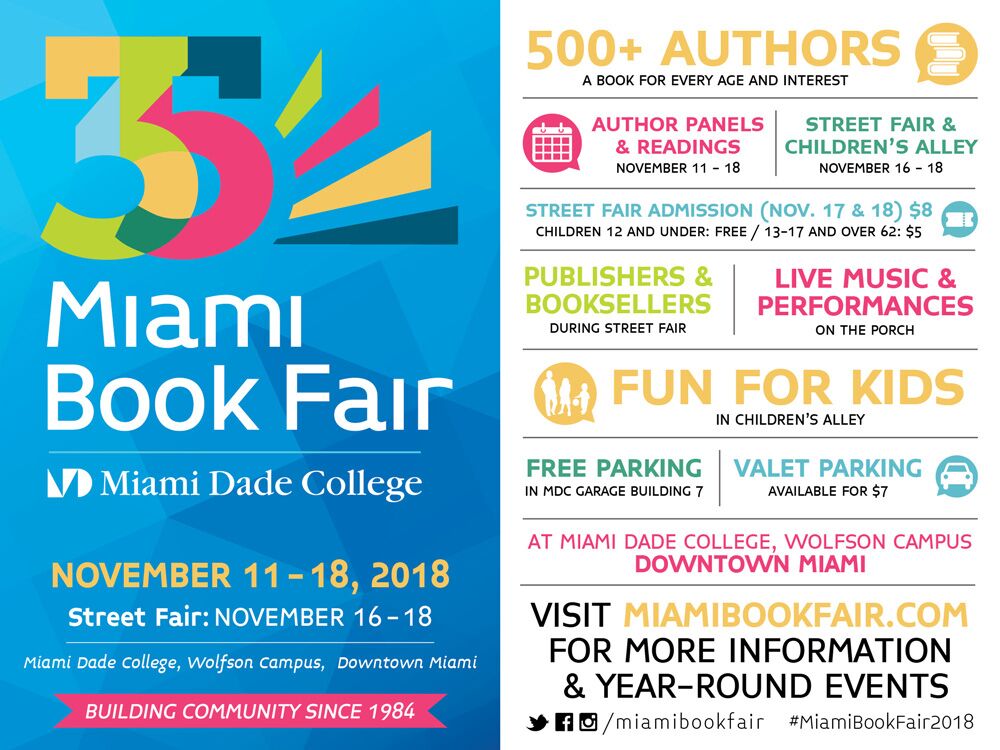 35
Miami
Book Fair
Miami Dade College
NOVEMBER 11 – 18, 2018
Street Fair: NOVEMBER 16 – 18
Miami Dade College, Wolfson Campus, Downtown Miami
BUILDING COMMUNITY SINCE 1984
500+ AUTHORS
A BOOK FOR EVERY AGE AND INTEREST
AUTHOR PANELS
& READINGS
NOVEMBER 11 – 18
STREET FAIR &
CHILDREN'S ALLEY
NOVEMBER 16 – 18
STREET FAIR ADMISSION (NOV. 17 & 18) $8
CHILDREN 12 AND UNDER: FREE / 13-17 AND OVER 62: $5
PUBLISHERS &
BOOKSELLERS
DURING STREET FAIR
LIVE MUSIC &
PERFORMANCES
ON THE PORCH
FUN FOR KIDS
IN CHILDREN'S ALLEY
FREE PARKING
IN MDC GARAGE BUILDING 7
VALET PARKING
AVAILABLE FOR $7
AT MIAMI DADE COLLEGE, WOLFSON CAMPUS
DOWNTOWN MIAMI
VISIT MIAMIBOOKFAIR.COM
FOR MORE INFORMATION
& YEAR-ROUND EVENTS
/miamibookfair #MiamiBookFair2018